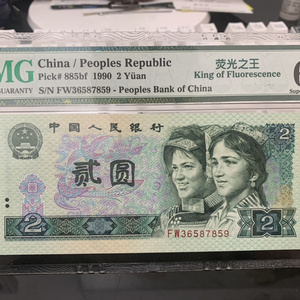 MG
GUARANTY
China / Peoples Republic
Pick# 885bf 1990 2 Yüan
S/N FW36587859 - Peoples Bank of China
荧光之王
King of Fluorescence
6
Supe
中国人民银行
贰圆
2
2
FW36587859